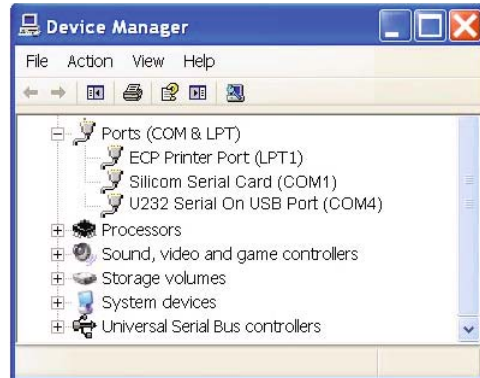 Device Manager
File Action View Help
Ports (COM & LPT)
ECP Printer Port (LPT1)
Silicom Serial Card (COM1)
U232 Serial On USB Port (COM4)
Processors
Sound, video and game controllers
Storage volumes
System devices
Universal Serial Bus controllers